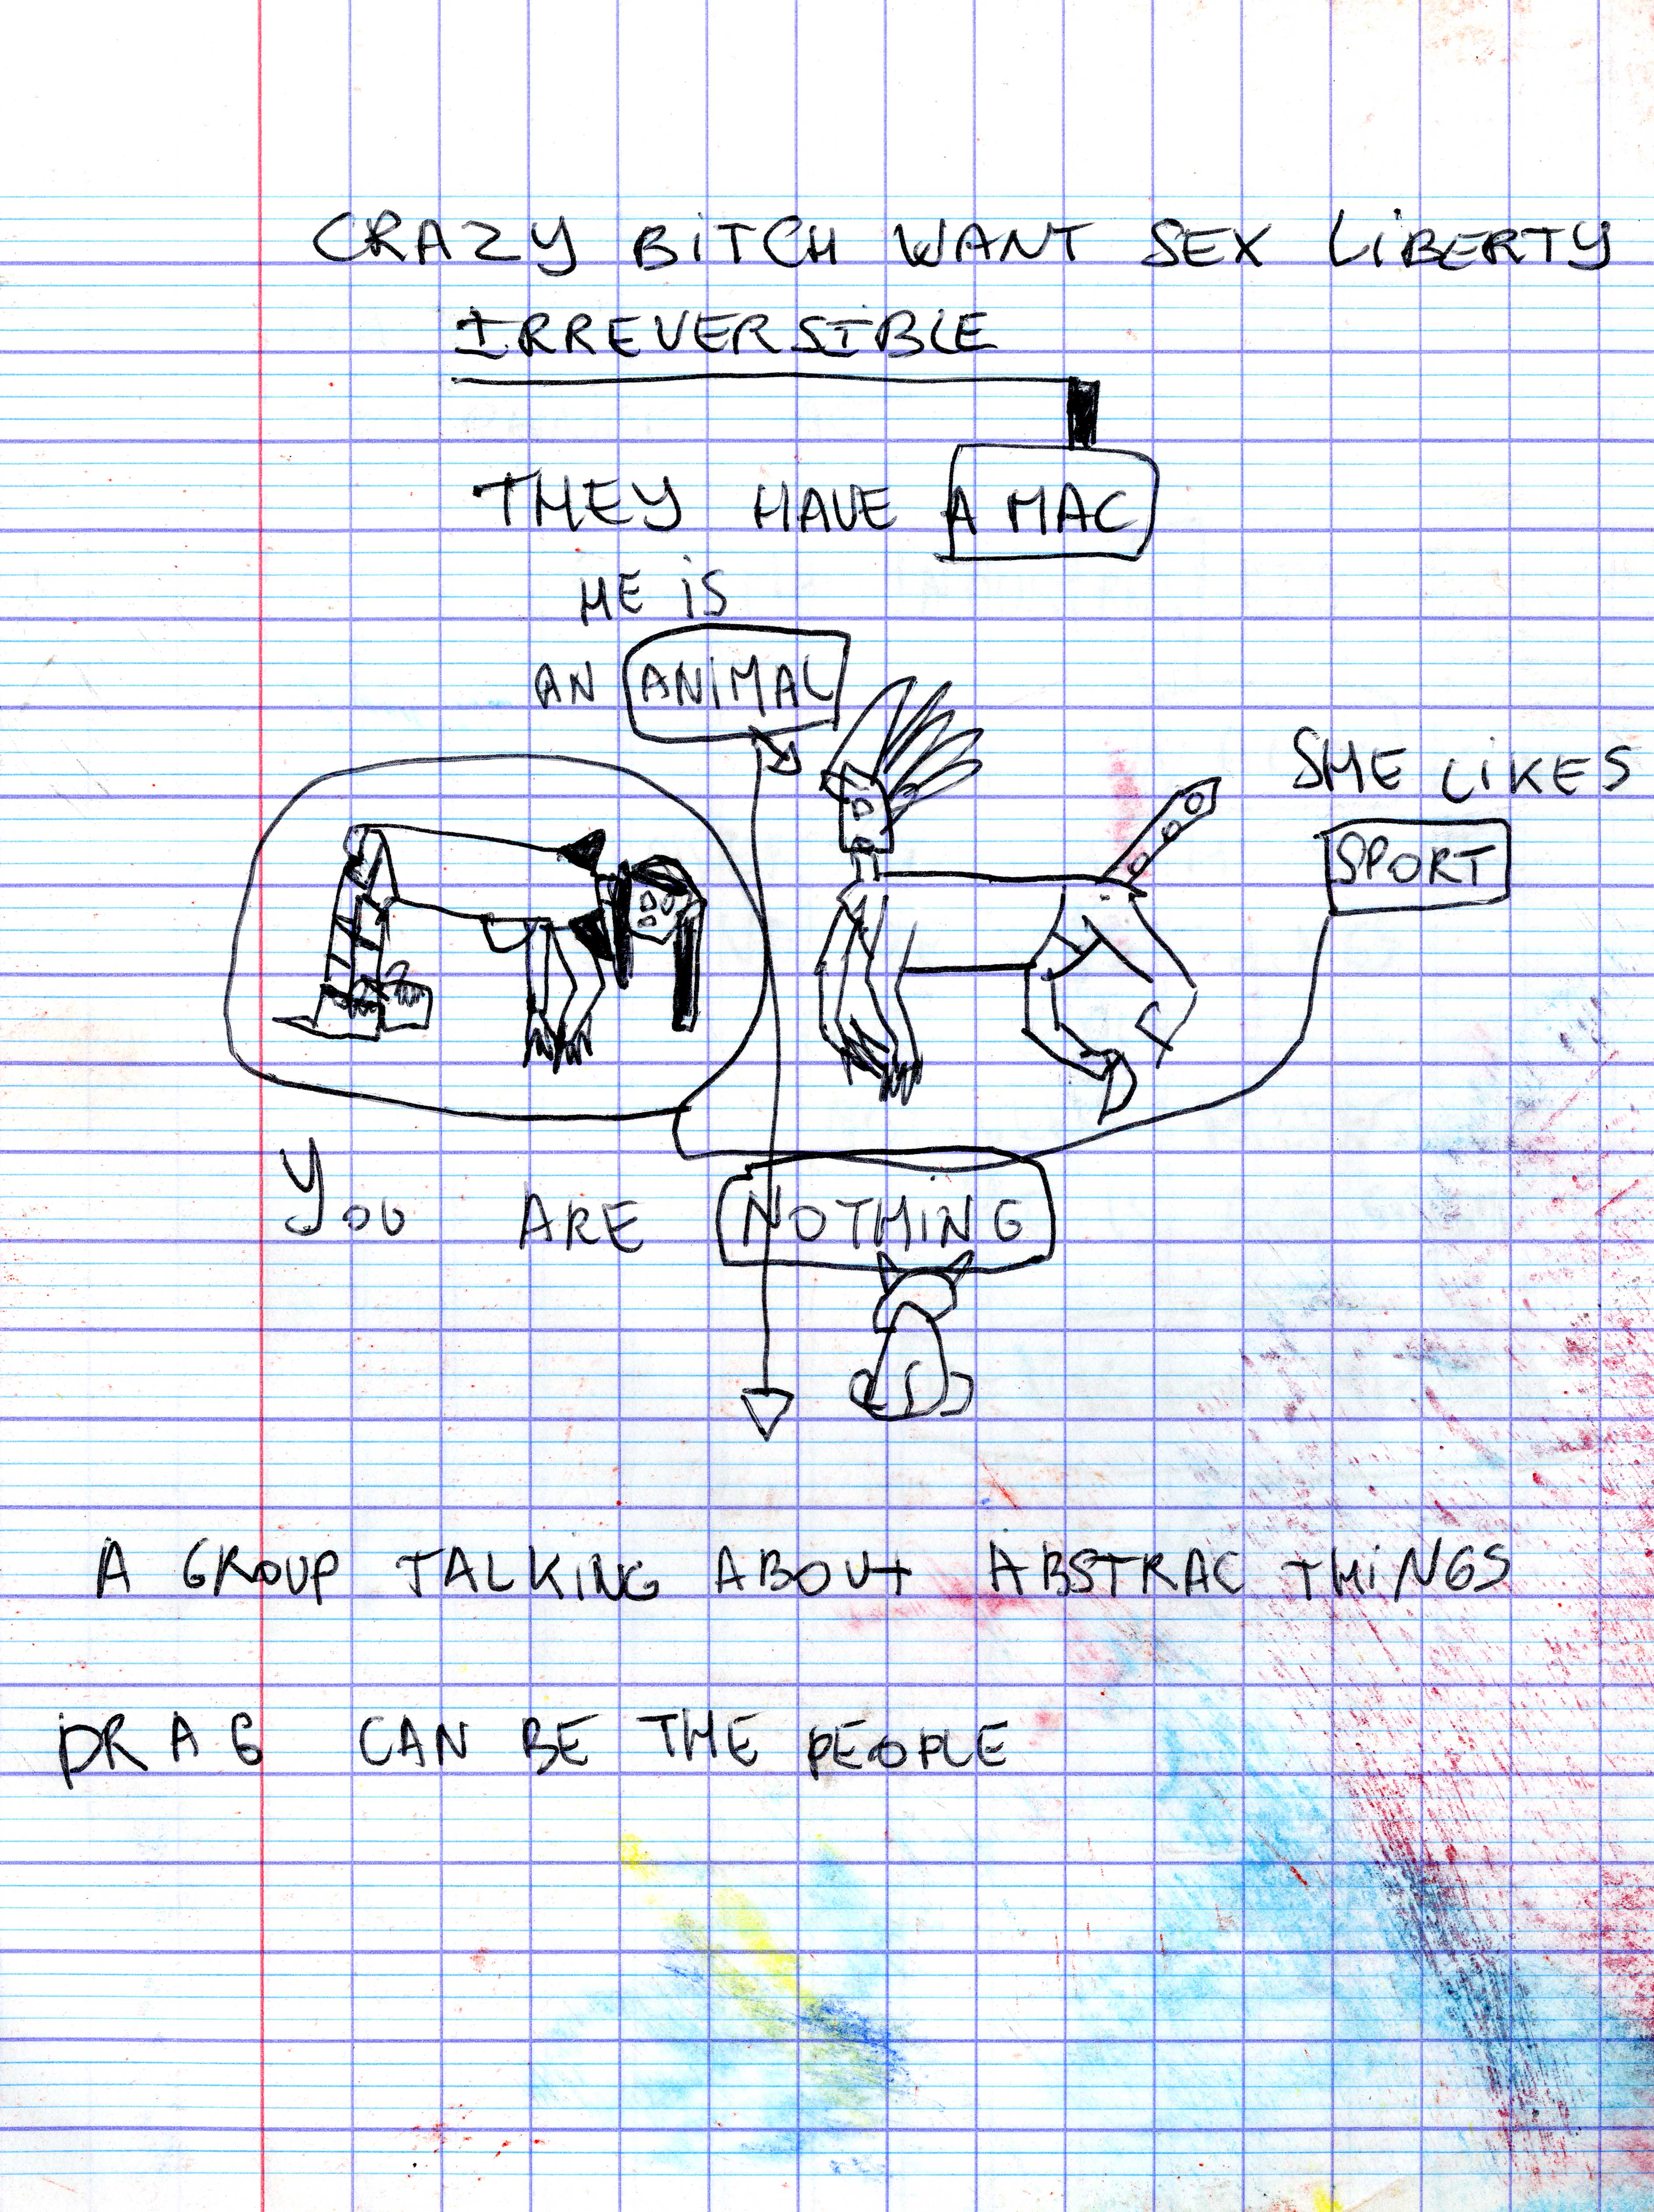 CRAZY BITCH WANT SEX LIBERTY
IRREVERSIBLE
THEY HAVE A MAC
HE IS
AN ANIMAL
SHE LIKES
SPORT
YOU ARE NOTHING
A GROUP TALKING ABOUT ABSTRAC THINGS
DRAG CAN BE THE PEOPLE